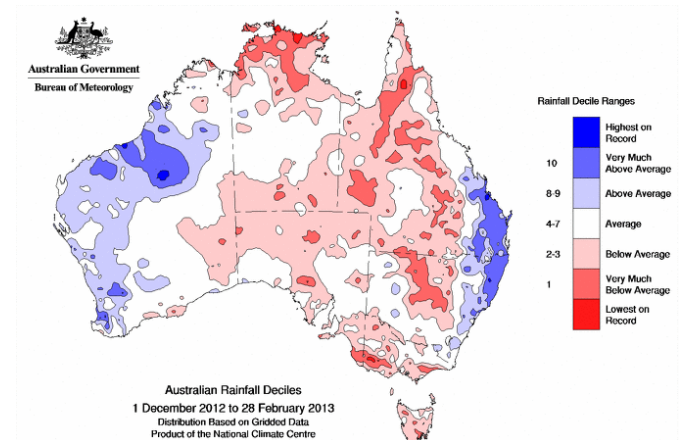 Australian Government
Bureau of Meteorology
Rainfall Decile Ranges
Highest on
Record
10
Very Much
Above Average
8-9
Above Average
4-7
Average
2-3
Below Average
1
Very Much
Below Average
Lowest on
Record
Australian Rainfall Deciles
1 December 2012 to 28 February 2013
Distribution Based on Gridded Data
Product of the National Climate Centre